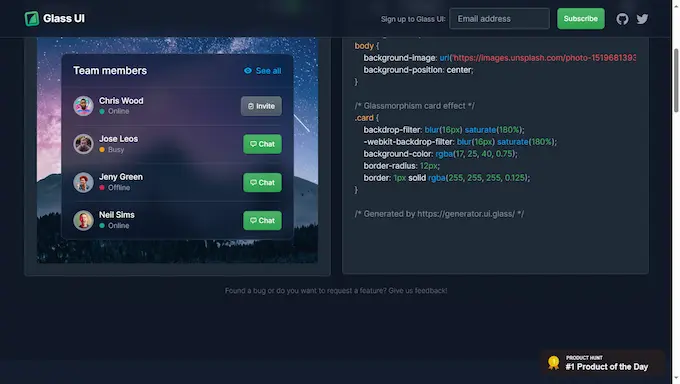 Glass UI
Sign up to Glass UI:
Email address
Subscribe
Team members
See all
Chris Wood
Online
Invite
Jose Leos
Busy
Chat
Jeny Green
Offline
Chat
Neil Sims
Online
Chat
body {
background-image: url('https://images.unsplash.com/photo-1519681393
background-position: center;
}
/* Glassmorphism card effect */
.card {
backdrop-filter: blur(16px) saturate(180%);
-webkit-backdrop-filter: blur(16px) saturate(180%);
background-color: rgba(17, 25, 40, 0.75);
border-radius: 12px;
border: 1px solid rgba(255, 255, 255, 0.125);
}
/* Generated by https://generator.ui.glass/ */
Found a bug or do you want to request a feature? Give us feedback!
PRODUCT HUNT
#1 Product of the Day